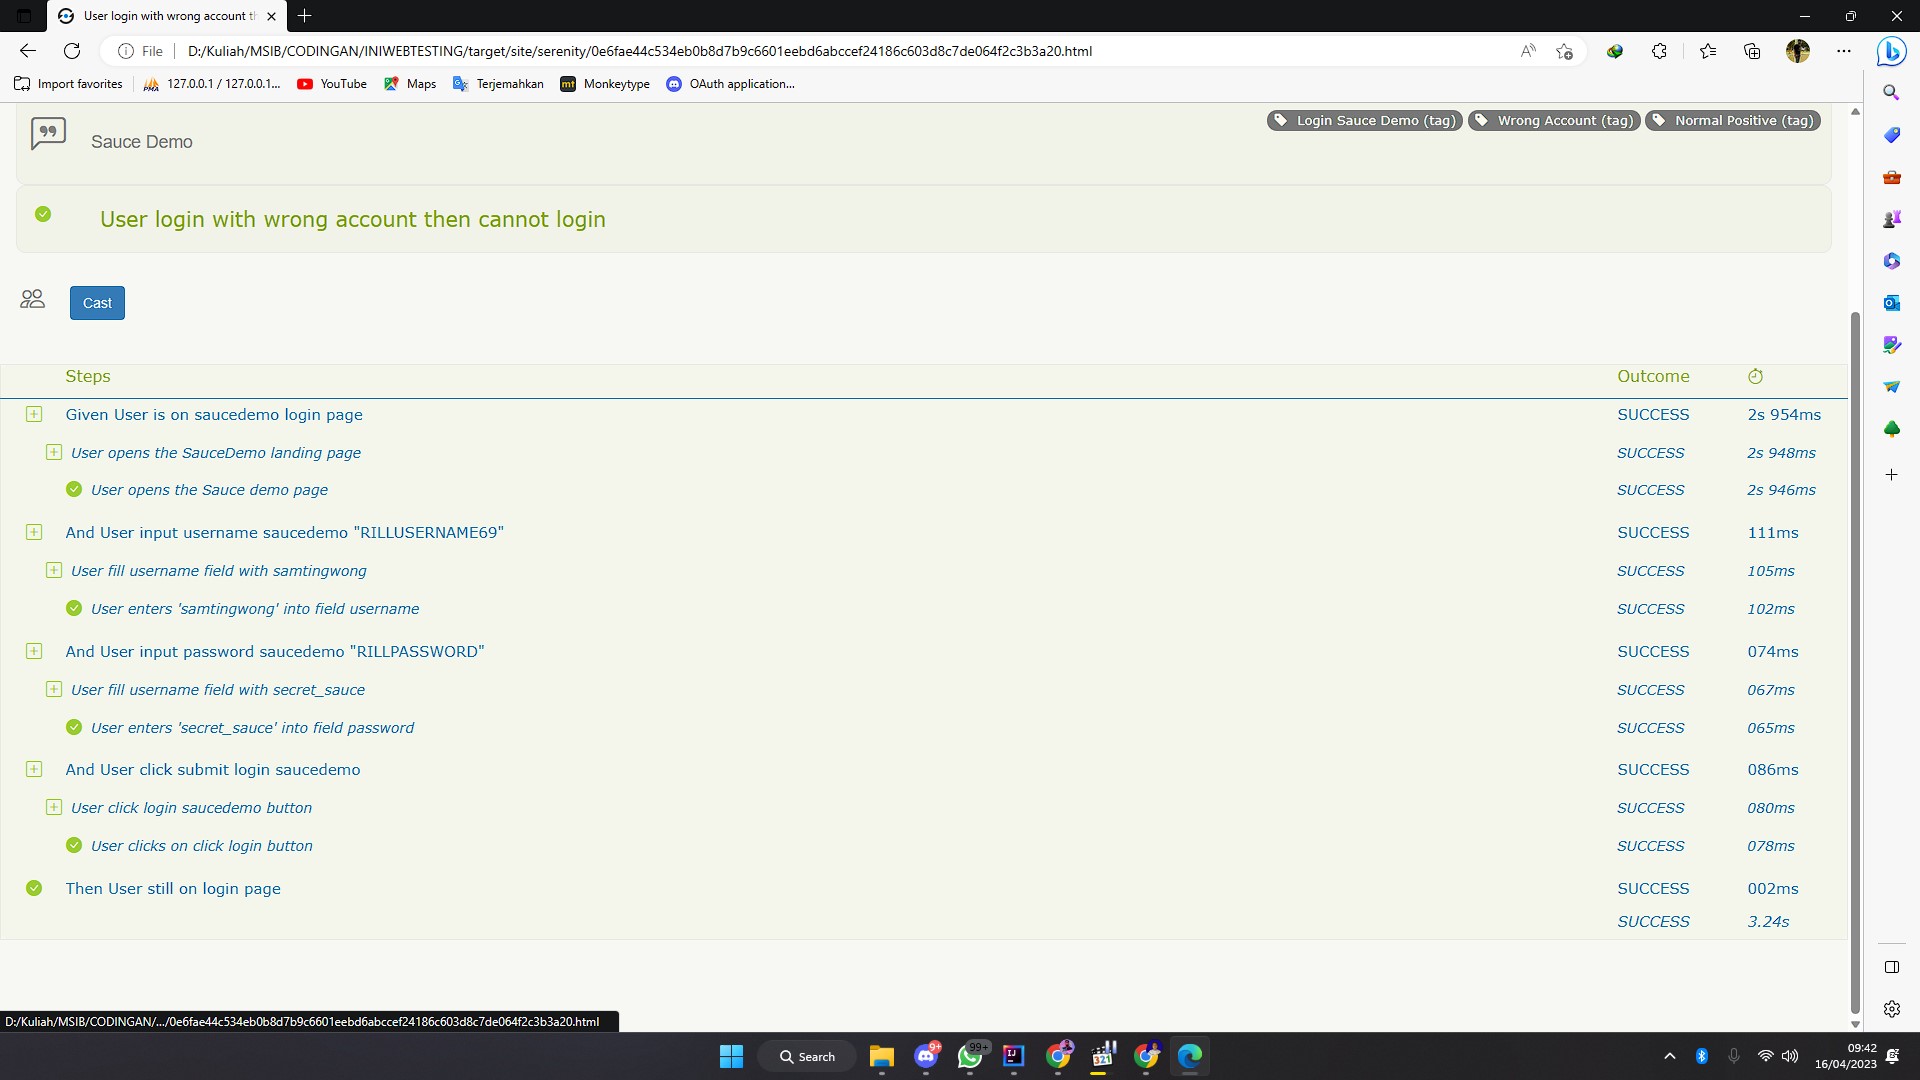 User login with wrong account th
File
D:/Kuliah/MSIB/CODINGAN/INIWEBTESTING/target/site/serenity/0e6fae44c534eb0b8d7b9c6601eebd6abccef24186c603d8c7de064f2c3b3a20.html
Import favorites
PMA
127.0.0.1 / 127.0.0.1...
YouTube
Maps
Terjemahkan
mt
Monkeytype
OAuth application...
Sauce Demo
Login Sauce Demo (tag)
Wrong Account (tag)
Normal Positive (tag)
User login with wrong account then cannot login
Cast
Steps Outcome
Given User is on saucedemo login page SUCCESS 2s 954ms
User opens the SauceDemo landing page SUCCESS 2s 948ms
User opens the Sauce demo page SUCCESS 2s 946ms
And User input username saucedemo "RILLUSERNAME69" SUCCESS 111ms
User fill username field with samtingwong SUCCESS 105ms
User enters 'samtingwong' into field username SUCCESS 102ms
And User input password saucedemo "RILLPASSWORD" SUCCESS 074ms
User fill username field with secret_sauce SUCCESS 067ms
User enters 'secret_sauce' into field password SUCCESS 065ms
And User click submit login saucedemo SUCCESS 086ms
User click login saucedemo button SUCCESS 080ms
User clicks on click login button SUCCESS 078ms
Then User still on login page SUCCESS 002ms
SUCCESS 3.24s
D:/Kuliah/MSIB/CODINGAN/.../0e6fae44c534eb0b8d7b9c6601eebd6abccef24186c603d8c7de064f2c3b3a20.html
Search
9+
99+
IJ
321
09:42
16/04/2023